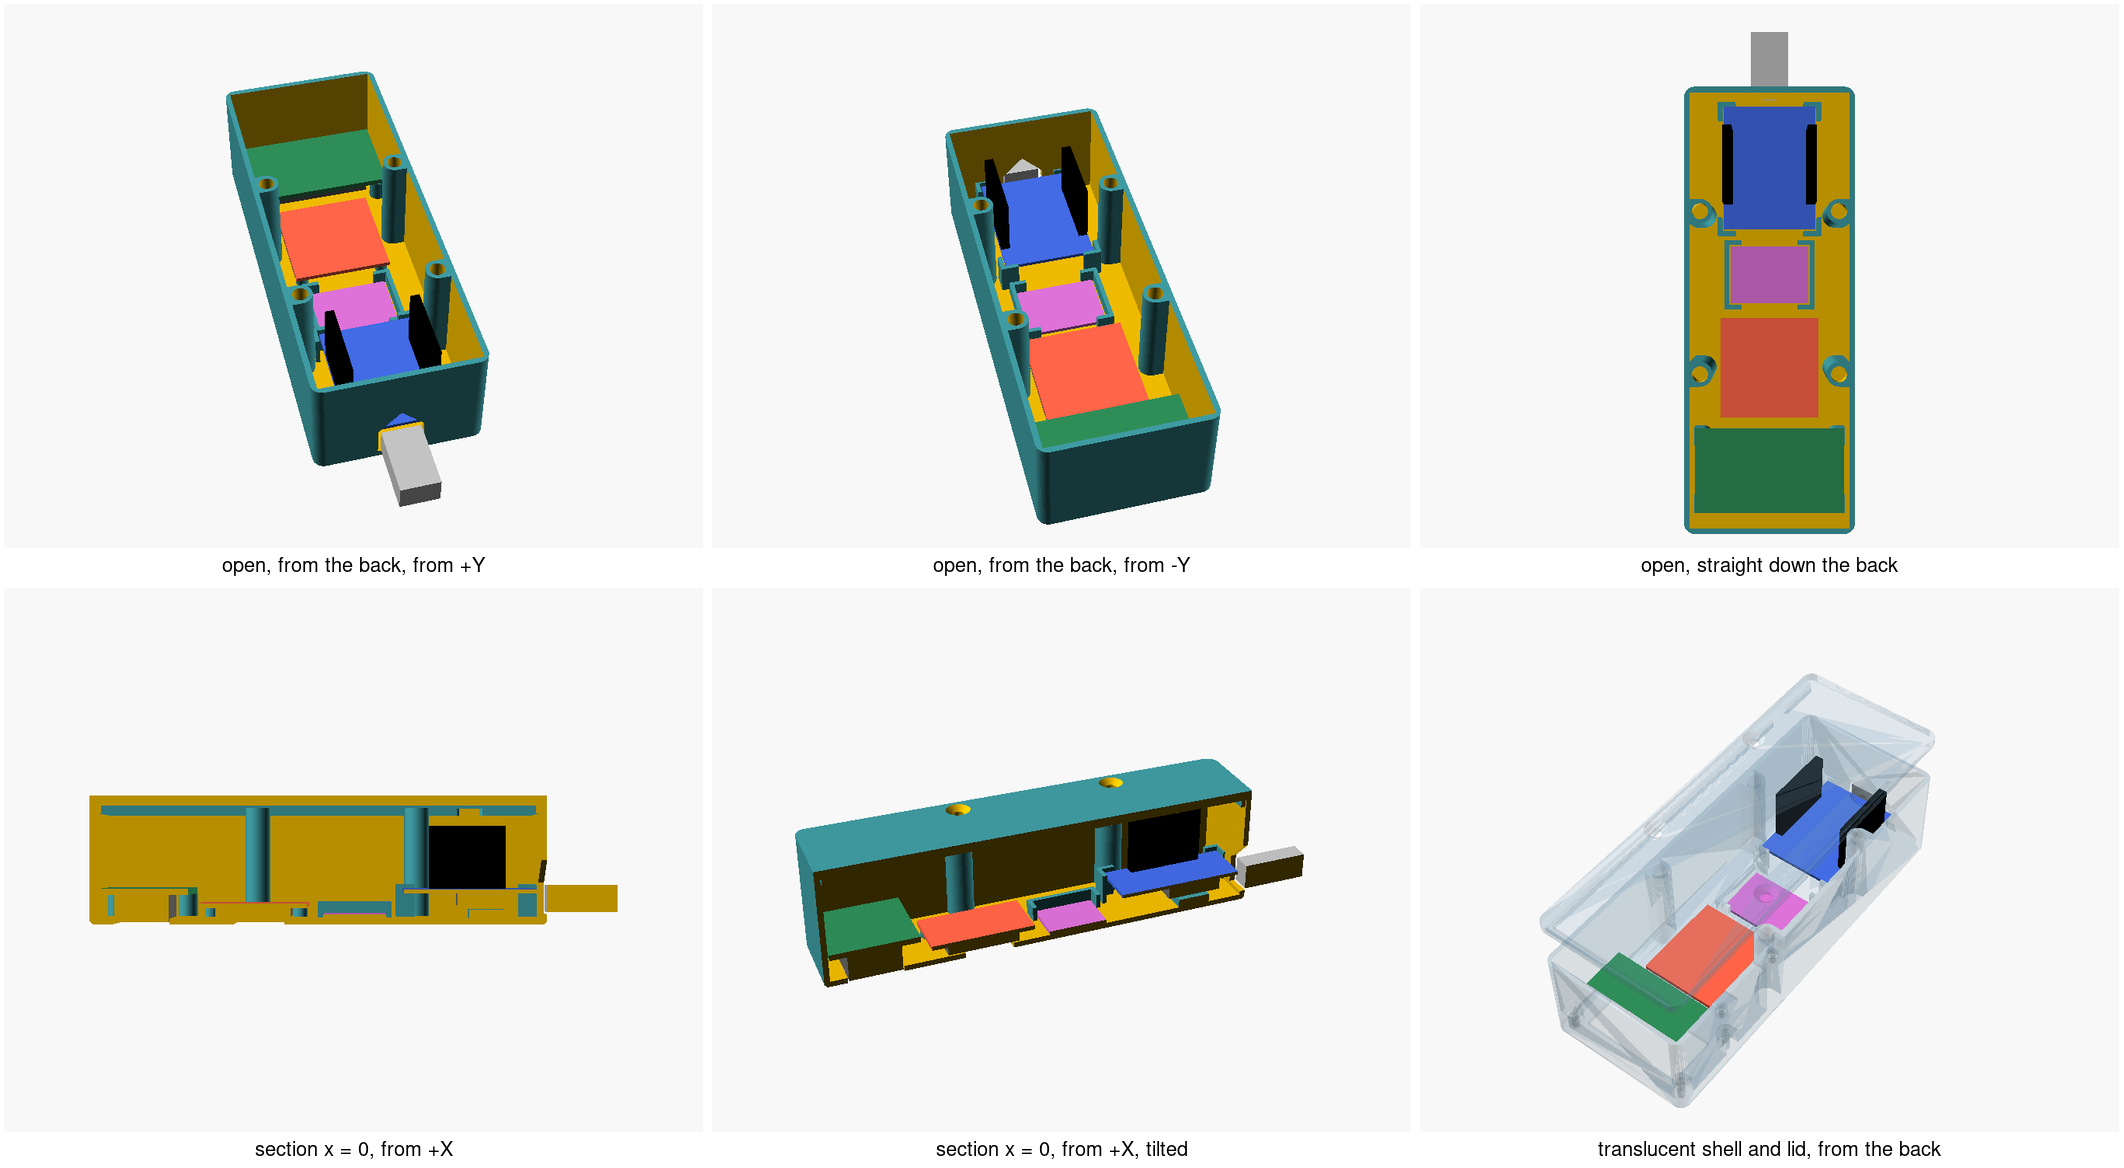 open, from the back, from +Y
open, from the back, from -Y
open, straight down the back
section x = 0, from +X
section x = 0, from +X, tilted
translucent shell and lid, from the back